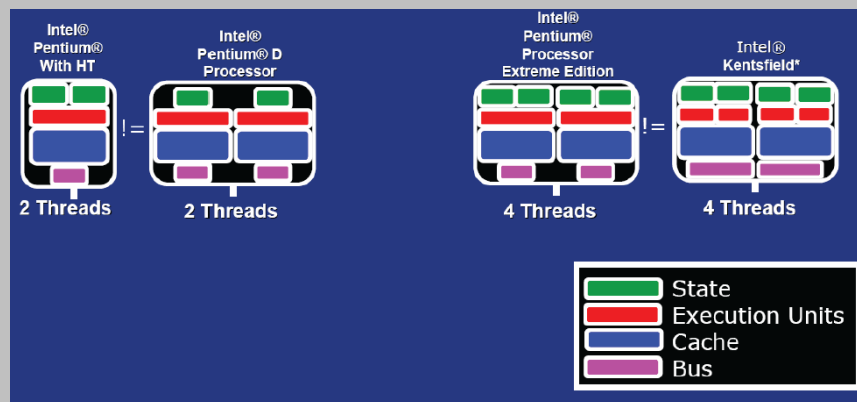 Intel®
Pentium®
With HT
Intel®
Pentium® D
Processor
Intel®
Pentium®
Processor
Extreme Edition
Intel®
Kentsfield*
!=
!=
2 Threads
2 Threads
4 Threads
4 Threads
State
Execution Units
Cache
Bus